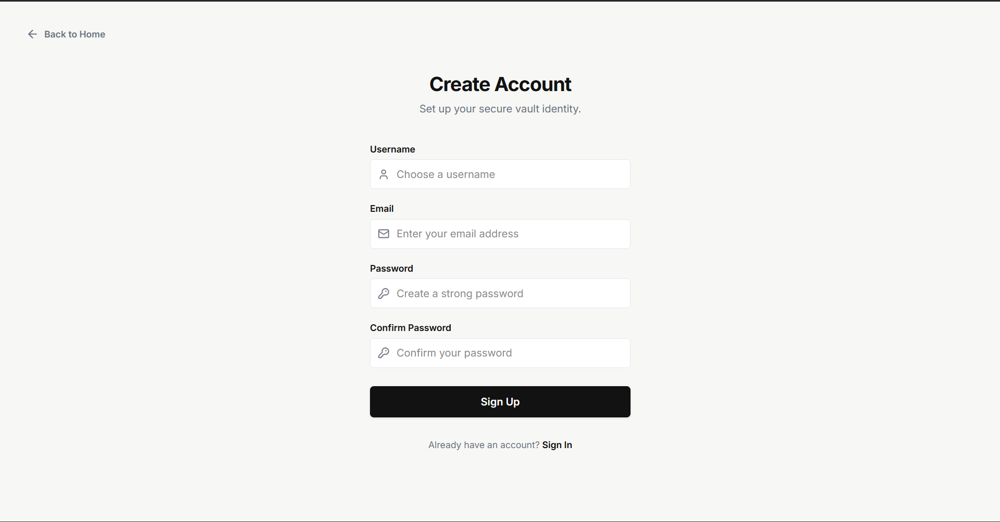 Back to Home
Create Account
Set up your secure vault identity.
Username
Choose a username
Email
Enter your email address
Password
Create a strong password
Confirm Password
Confirm your password
Sign Up
Already have an account? Sign In